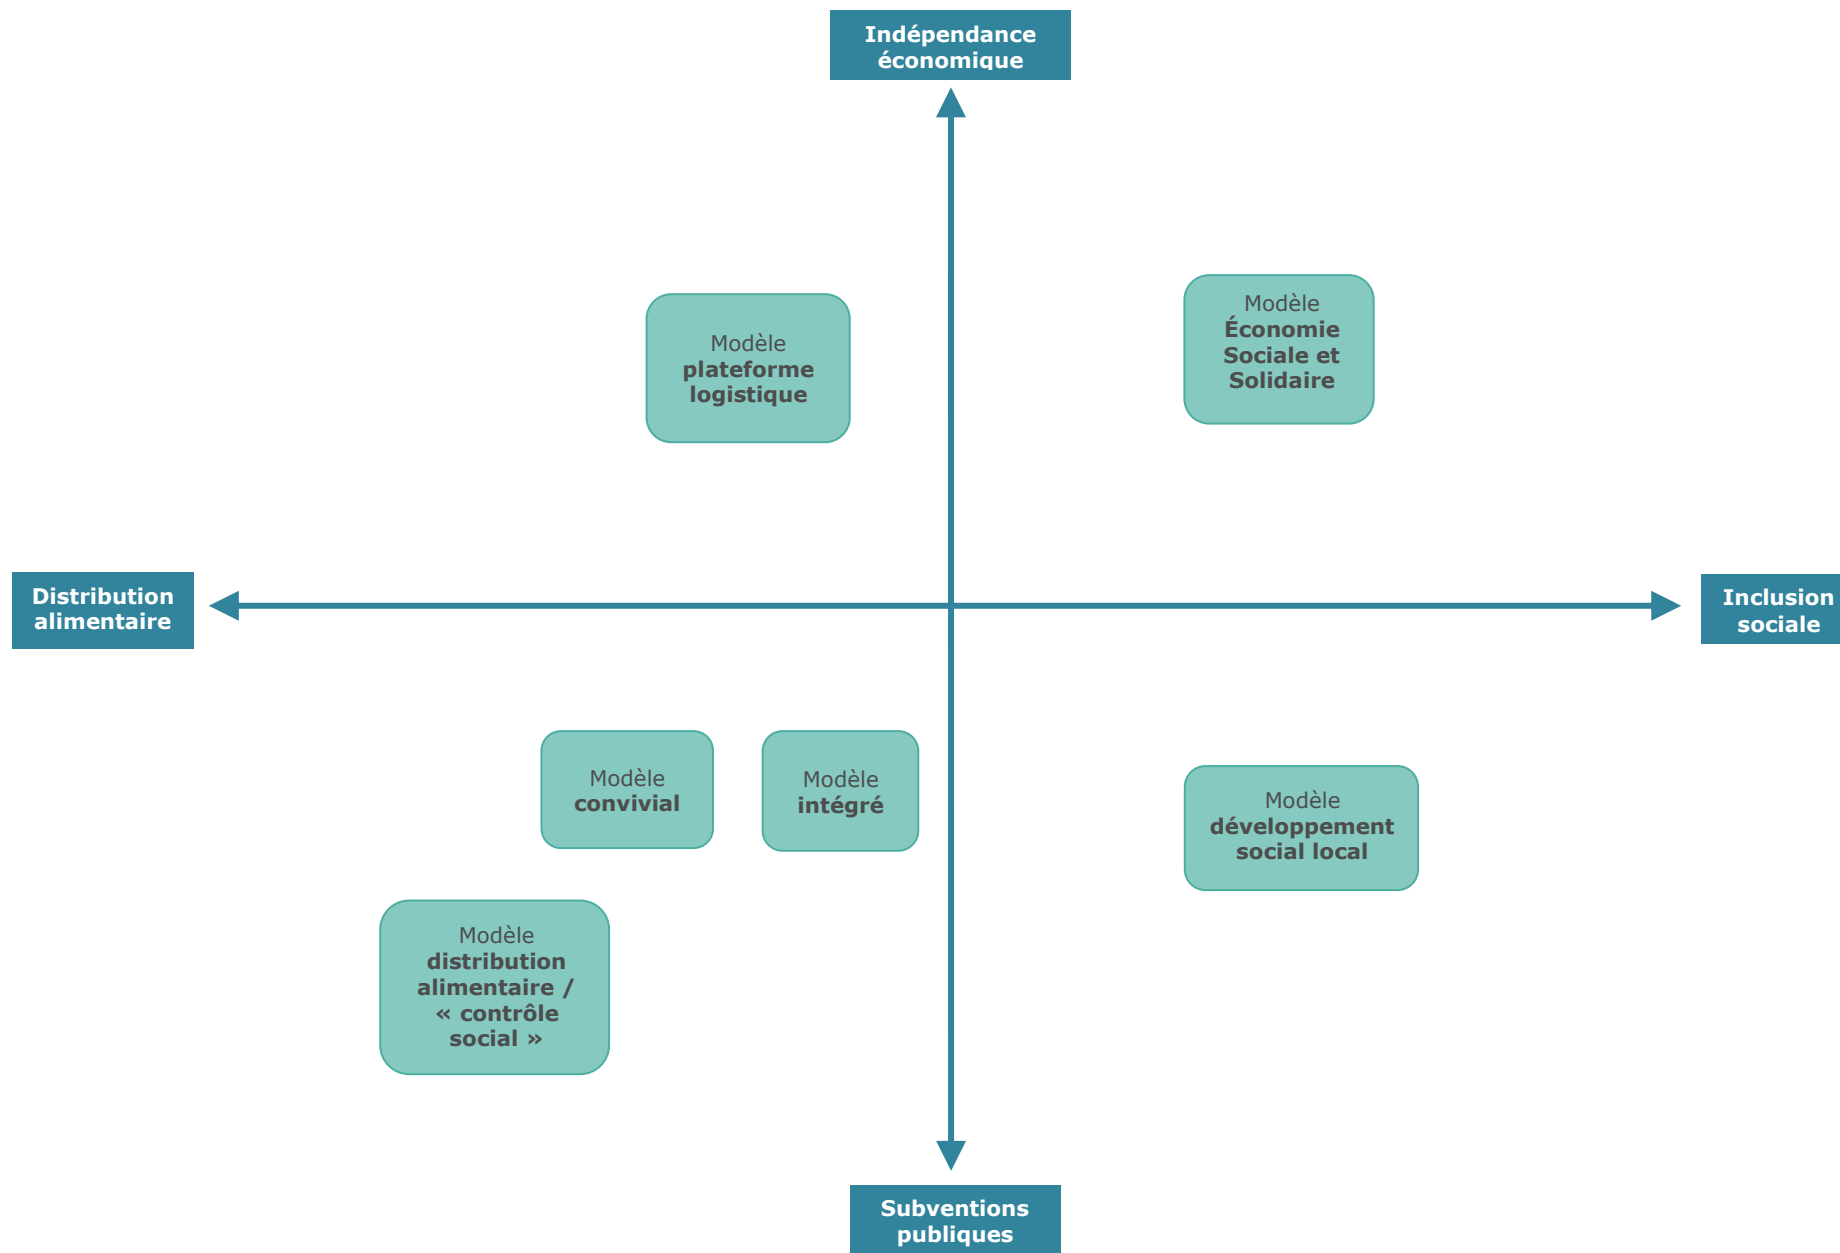 Indépendance
économique
Modèle
plateforme
logistique
Modèle
Économie
Sociale et
Solidaire
Distribution
alimentaire
Inclusion
sociale
Modèle
convivial
Modèle
intégré
Modèle
développement
social local
Modèle
distribution
alimentaire /
« contrôle
social »
Subventions
publiques